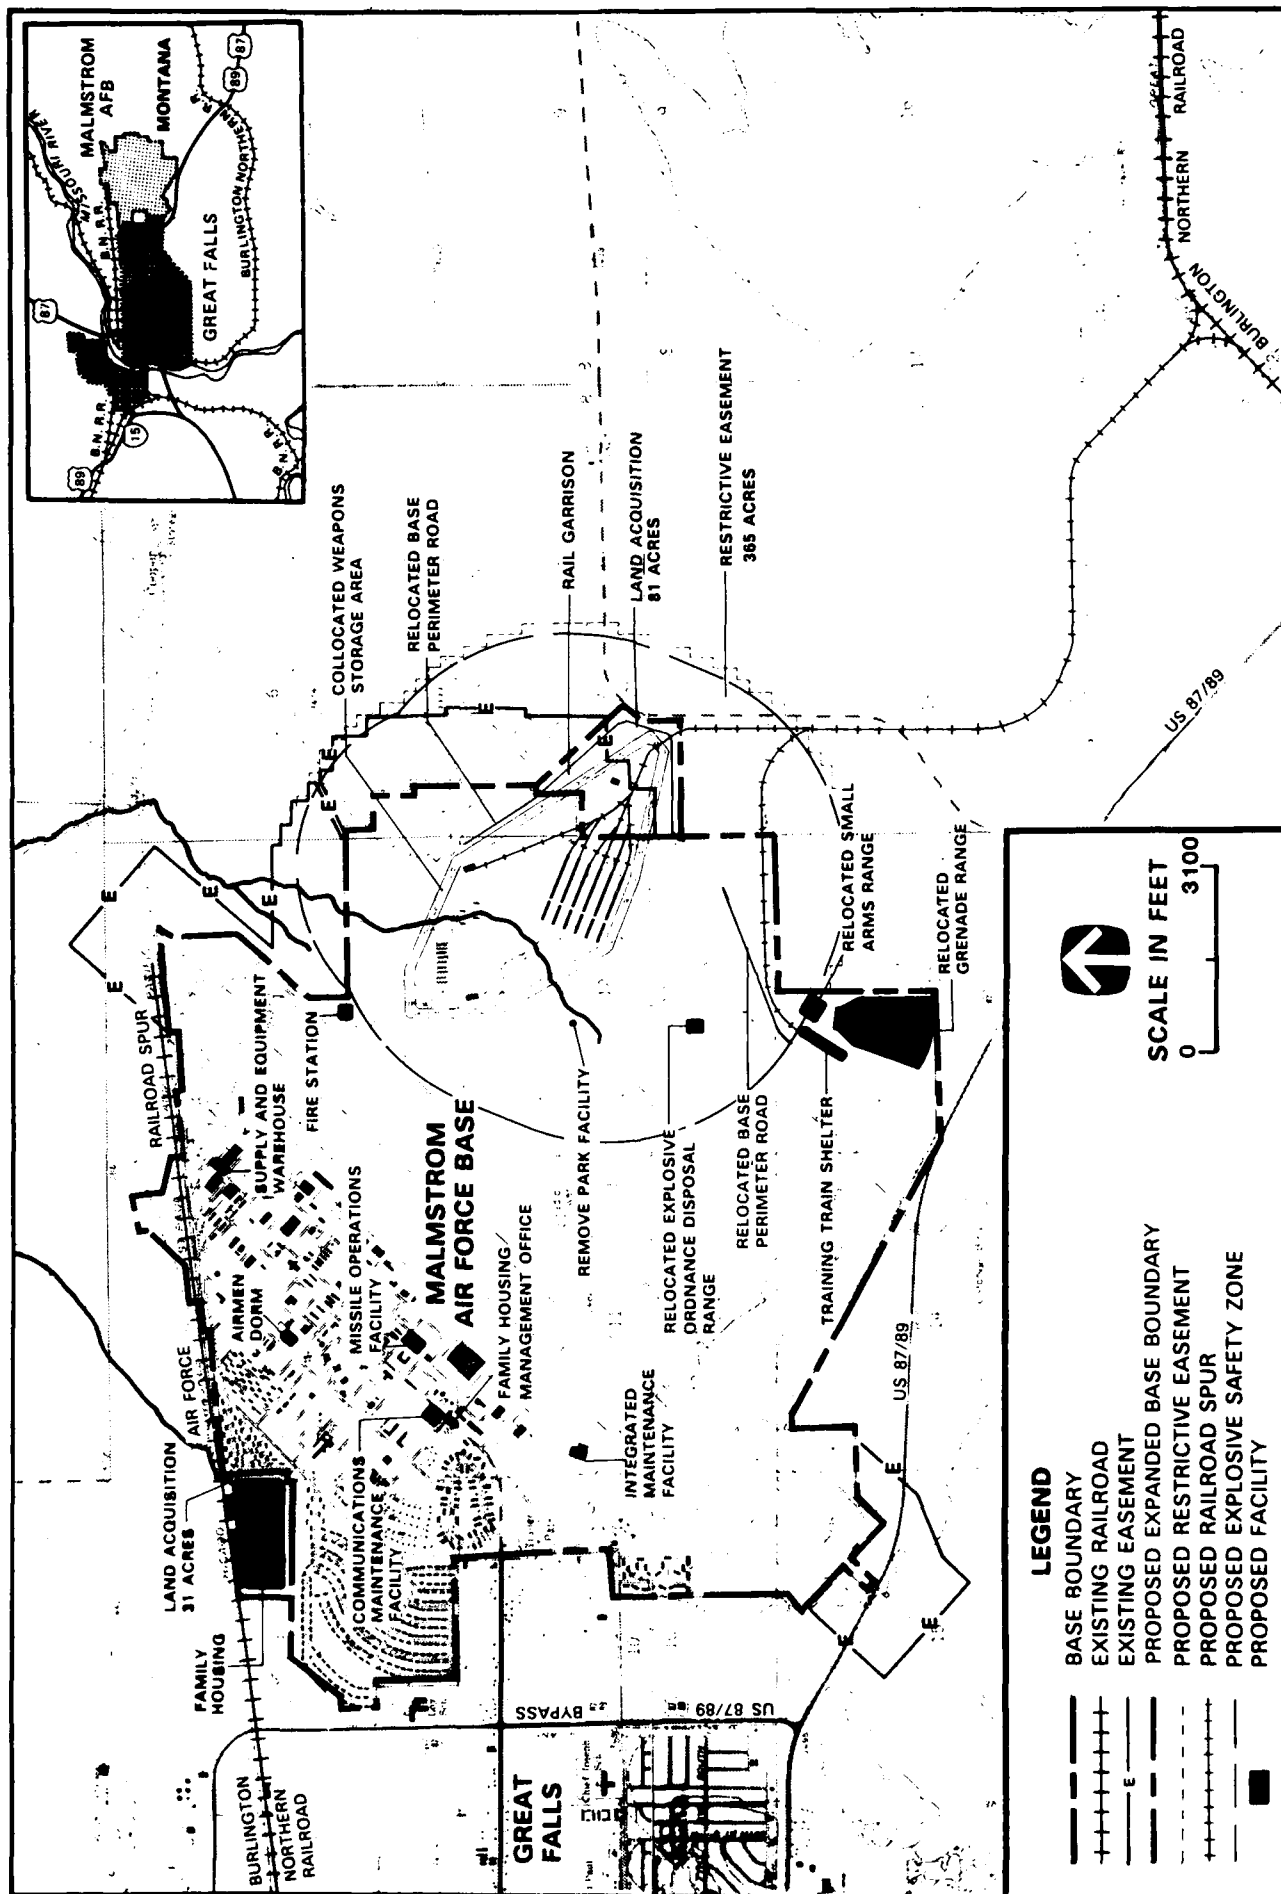 MISSOURI RIVER
MALMSTROM
AFB
MONTANA
87
89
B.N. R.R.
87
GREAT FALLS
BURLINGTON NORTHERN
R.R.
B.N. R.R.
15
89
B.N. R.R.
COLLOCATED WEAPONS
STORAGE AREA
RELOCATED BASE
PERIMETER ROAD
RAIL GARRISON
LAND ACQUISITION
81 ACRES
RESTRICTIVE EASEMENT
365 ACRES
NORTHERN RAILROAD
BURLINGTON
US 87/89
E
E
E
E
E
E
E
E
E
RAILROAD SPUR
SUPPLY AND EQUIPMENT
WAREHOUSE
FIRE STATION
AIR FORCE
AIRMEN
DORM
MISSILE OPERATIONS
FACILITY
MALMSTROM
AIR FORCE BASE
FAMILY HOUSING
MANAGEMENT OFFICE
REMOVE PARK FACILITY
RELOCATED EXPLOSIVE
ORDNANCE DISPOSAL
RANGE
RELOCATED BASE
PERIMETER ROAD
TRAINING TRAIN SHELTER
RELOCATED SMALL
ARMS RANGE
RELOCATED
GRENADE RANGE
LAND ACQUISITION
31 ACRES
FAMILY
HOUSING
COMMUNICATIONS
MAINTENANCE
FACILITY
INTEGRATED
MAINTENANCE
FACILITY
US 87/89
E
E
E
BURLINGTON
NORTHERN
RAILROAD
GREAT
FALLS
US 87/89 BYPASS
Chief Joseph
LEGEND
BASE BOUNDARY
EXISTING RAILROAD
E EXISTING EASEMENT
PROPOSED EXPANDED BASE BOUNDARY
PROPOSED RESTRICTIVE EASEMENT
PROPOSED RAILROAD SPUR
PROPOSED EXPLOSIVE SAFETY ZONE
PROPOSED FACILITY
SCALE IN FEET
0 3100